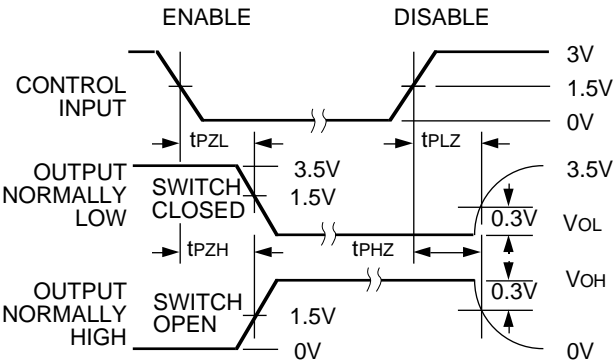 ENABLE DISABLE
3V
CONTROL
INPUT
1.5V
0V
tPZL tPLZ
OUTPUT
NORMALLY
LOW
SWITCH
CLOSED
3.5V
1.5V
3.5V
0.3V
VOL
tPZH tPHZ
OUTPUT
NORMALLY
HIGH
SWITCH
OPEN
1.5V
0V
VOH
0.3V
0V